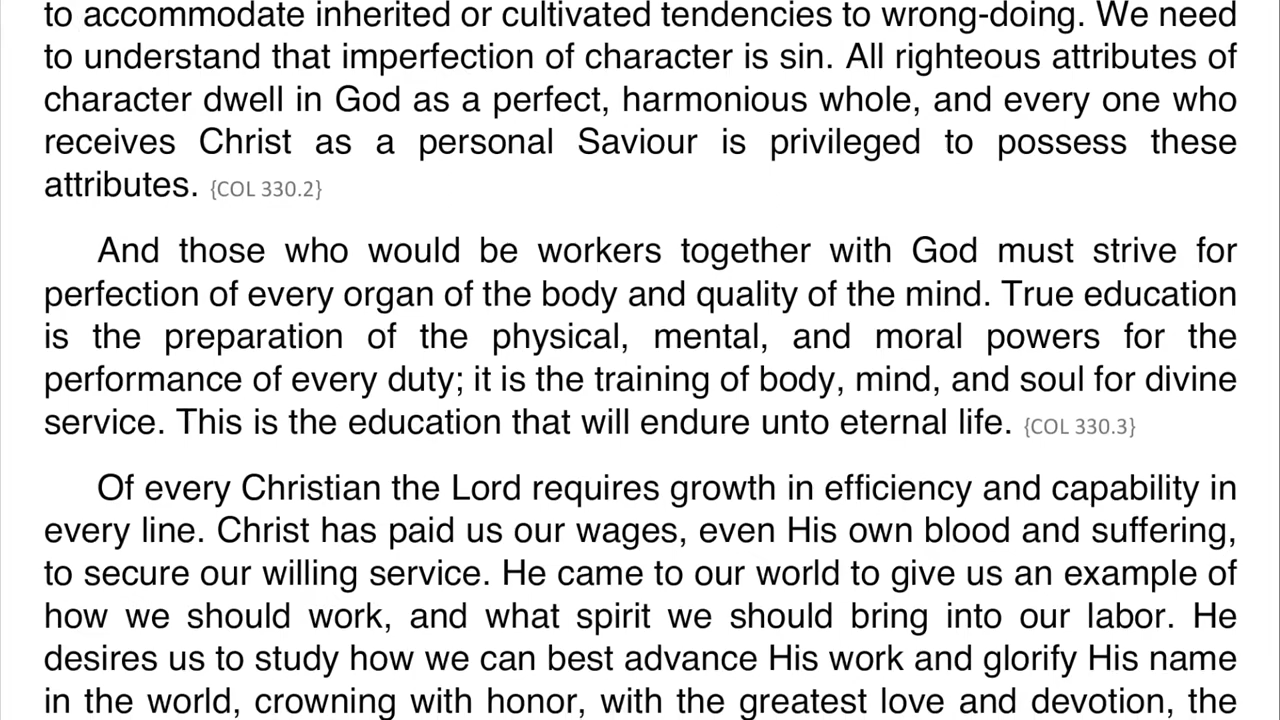 to accommodate inherited or cultivated tendencies to wrong-doing. We need
to understand that imperfection of character is sin. All righteous attributes of
character dwell in God as a perfect, harmonious whole, and every one who
receives Christ as a personal Saviour is privileged to possess these
attributes. {COL 330.2}
And those who would be workers together with God must strive for
perfection of every organ of the body and quality of the mind. True education
is the preparation of the physical, mental, and moral powers for the
performance of every duty; it is the training of body, mind, and soul for divine
service. This is the education that will endure unto eternal life. {COL 330.3}
Of every Christian the Lord requires growth in efficiency and capability in
every line. Christ has paid us our wages, even His own blood and suffering,
to secure our willing service. He came to our world to give us an example of
how we should work, and what spirit we should bring into our labor. He
desires us to study how we can best advance His work and glorify His name
in the world, crowning with honor, with the greatest love and devotion, the